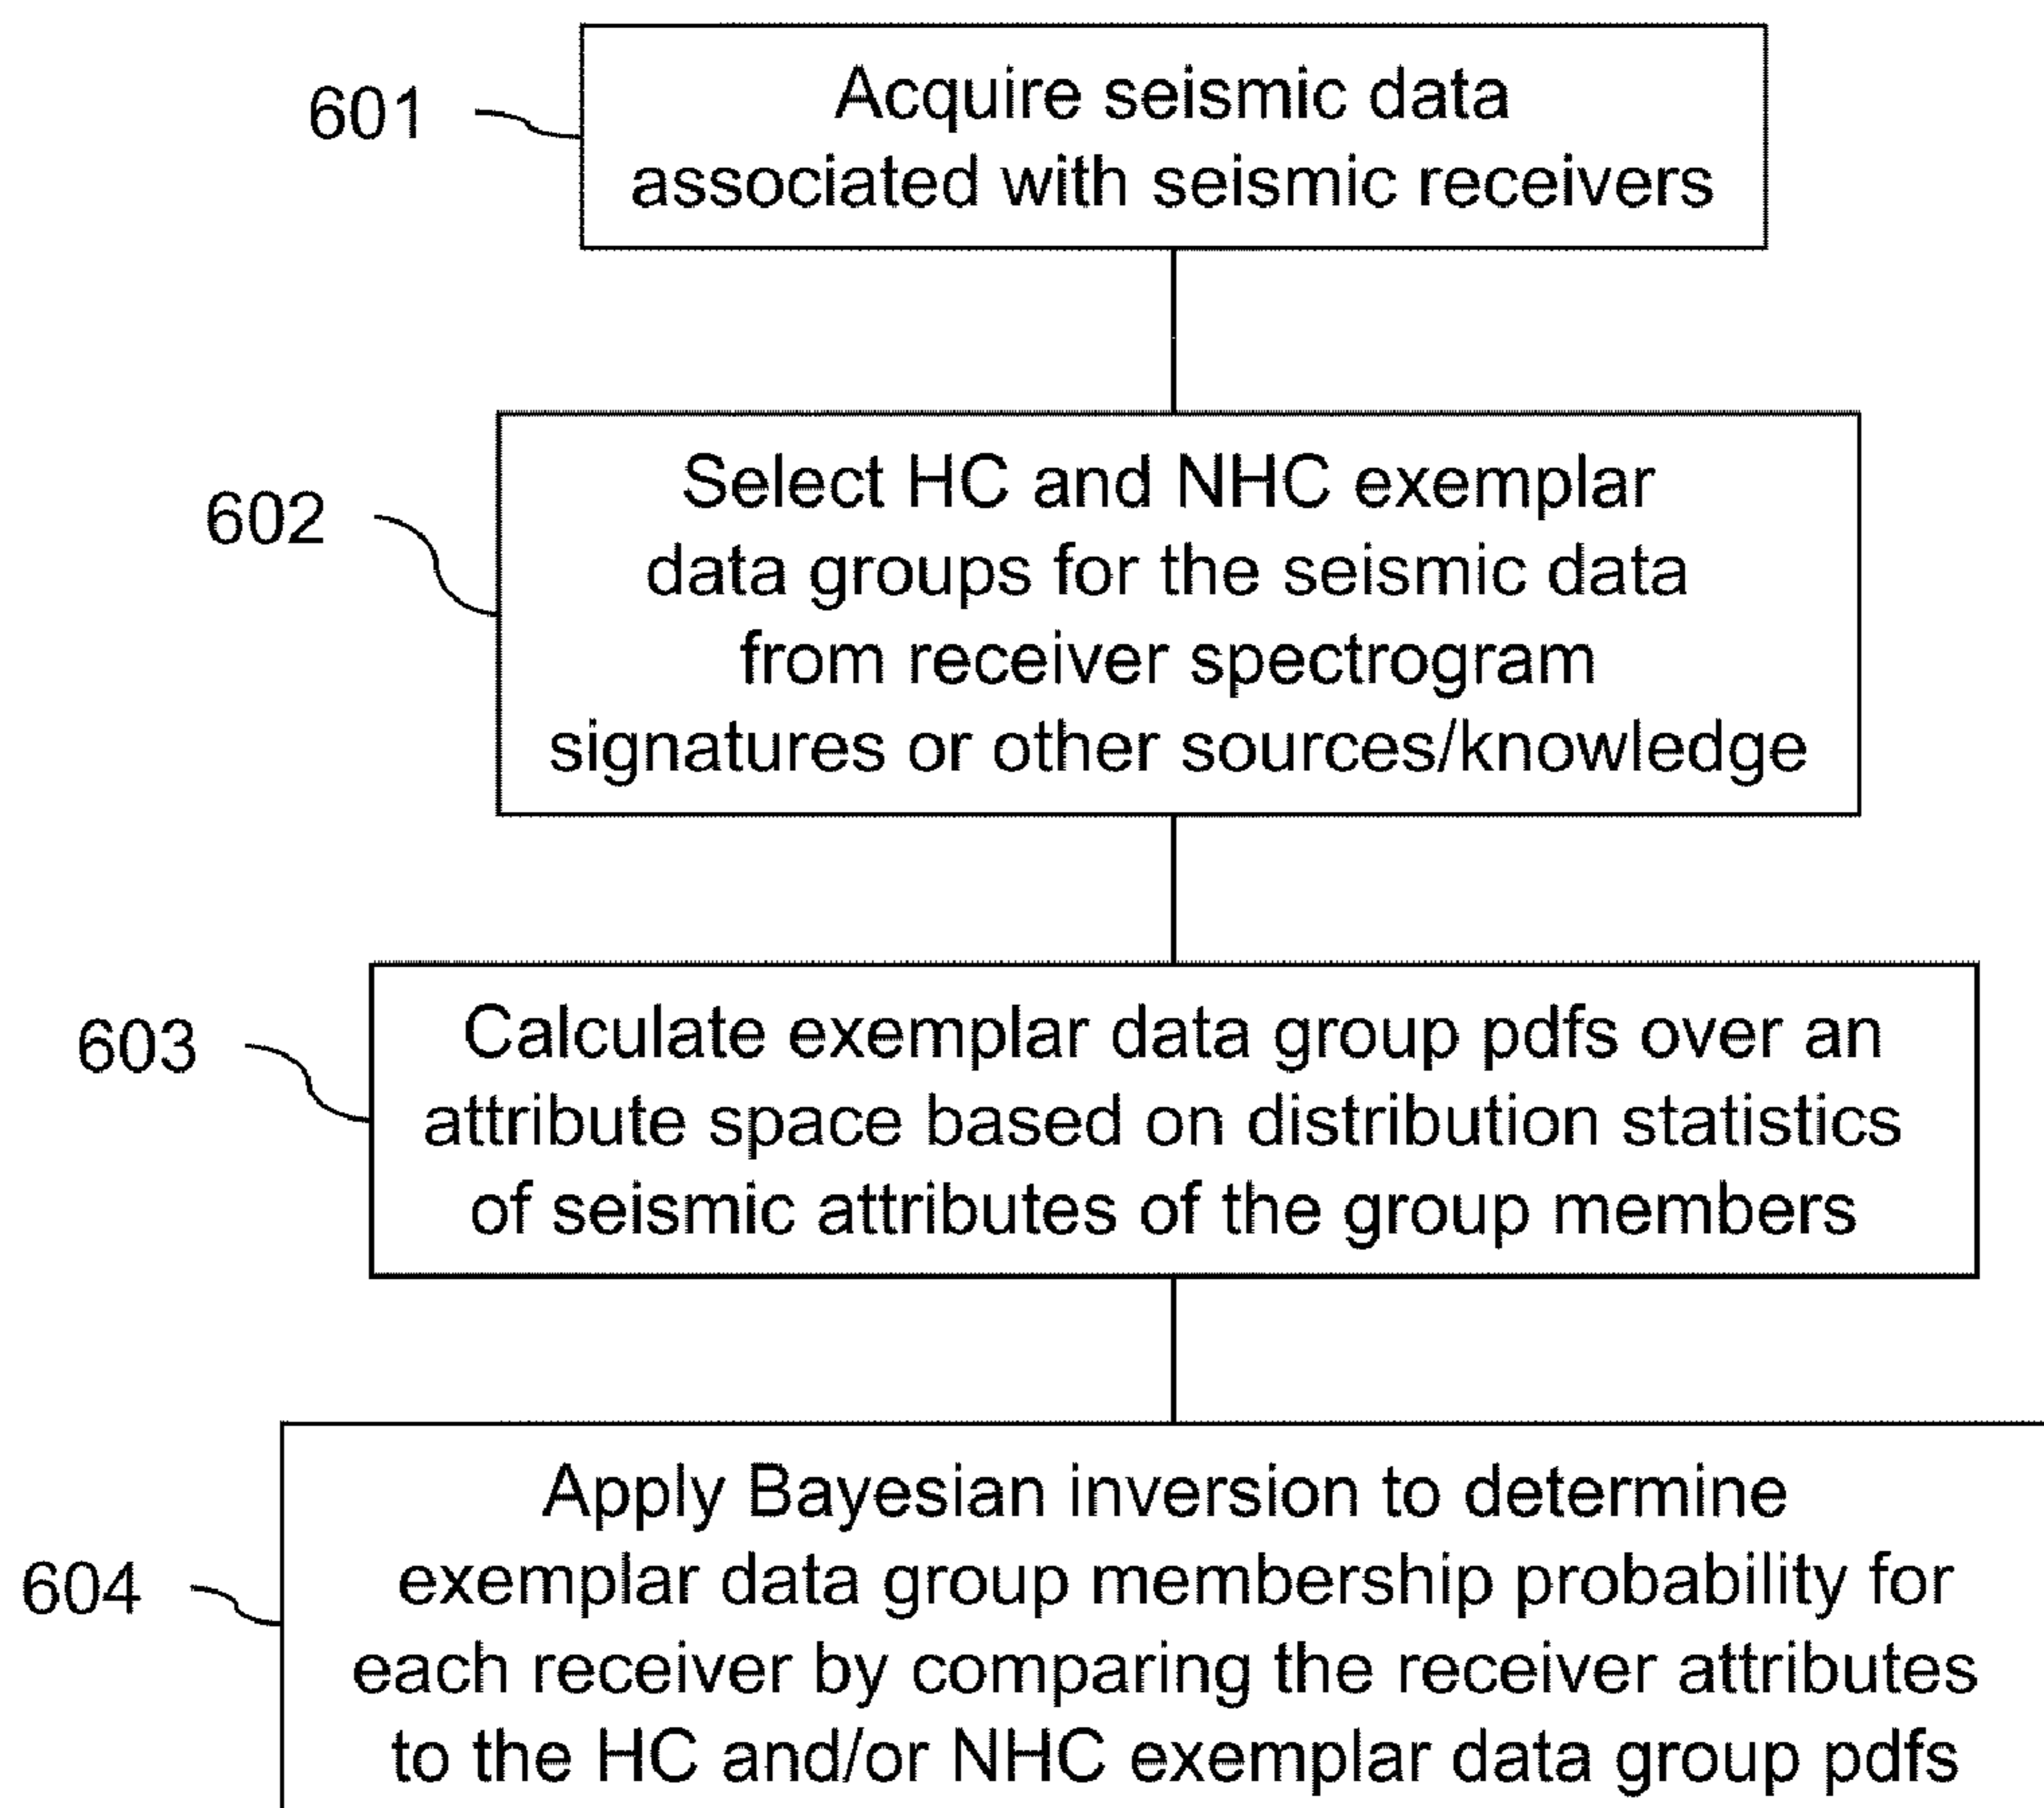 601
Acquire seismic data
associated with seismic receivers
602
Select HC and NHC exemplar
data groups for the seismic data
from receiver spectrogram
signatures or other sources/knowledge
603
Calculate exemplar data group pdfs over an
attribute space based on distribution statistics
of seismic attributes of the group members
604
Apply Bayesian inversion to determine
exemplar data group membership probability for
each receiver by comparing the receiver attributes
to the HC and/or NHC exemplar data group pdfs